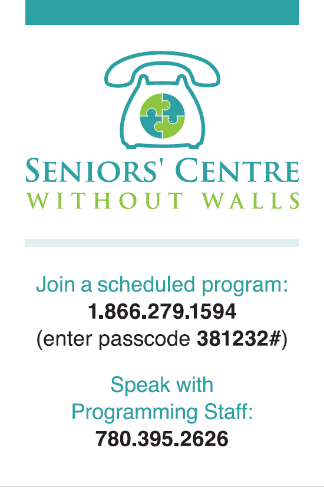 SENIORS' CENTRE
WITHOUT WALLS
Join a scheduled program:
1.866.279.1594
(enter passcode 381232#)
Speak with
Programming Staff:
780.395.2626